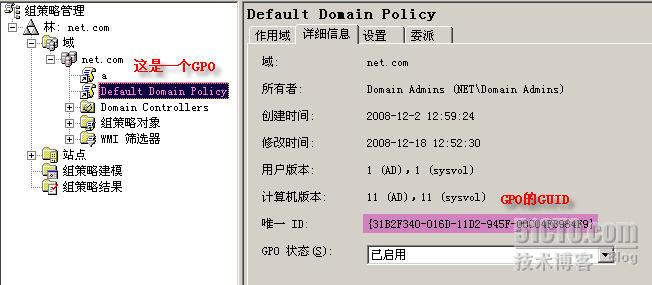 组策略管理
林: net.com
域
net.com
这是一个GPO
a
Default Domain Policy
Domain Controllers
组策略对象
WMI 筛选器
站点
组策略建模
组策略结果
Default Domain Policy
作用域 详细信息 设置 委派
域: net.com
所有者: Domain Admins (NET\Domain Admins)
创建时间: 2008-12-2 12:59:24
修改时间: 2008-12-18 12:52:30
用户版本: 1 (AD),1 (sysvol)
计算机版本: 11 (AD),11 (sysvol)
GPO的GUID
唯一 ID: {31B2F340-016D-11D2-945F-00C04FB984F9}
GPO 状态(S): 已启用
51CTO.com
技术博客 Blog